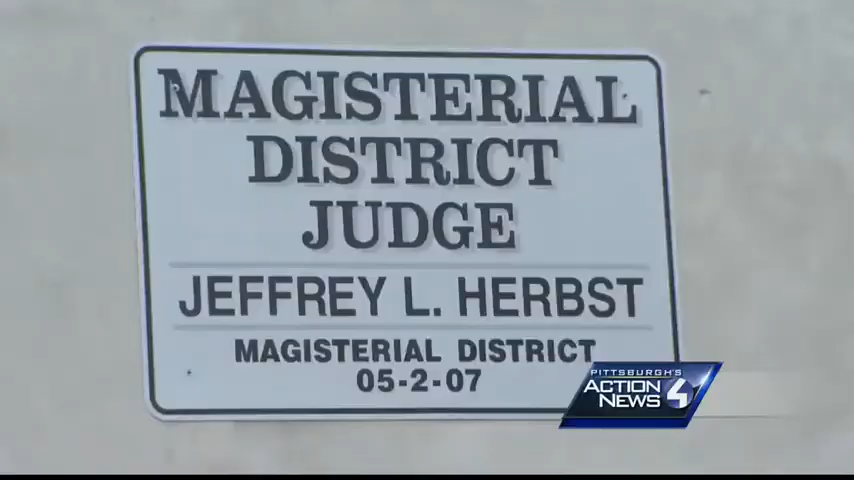 MAGISTERIAL
DISTRICT
JUDGE
JEFFREY L. HERBST
MAGISTERIAL DISTRICT
05-2-07
PITTSBURGH'S
ACTION
NEWS 4